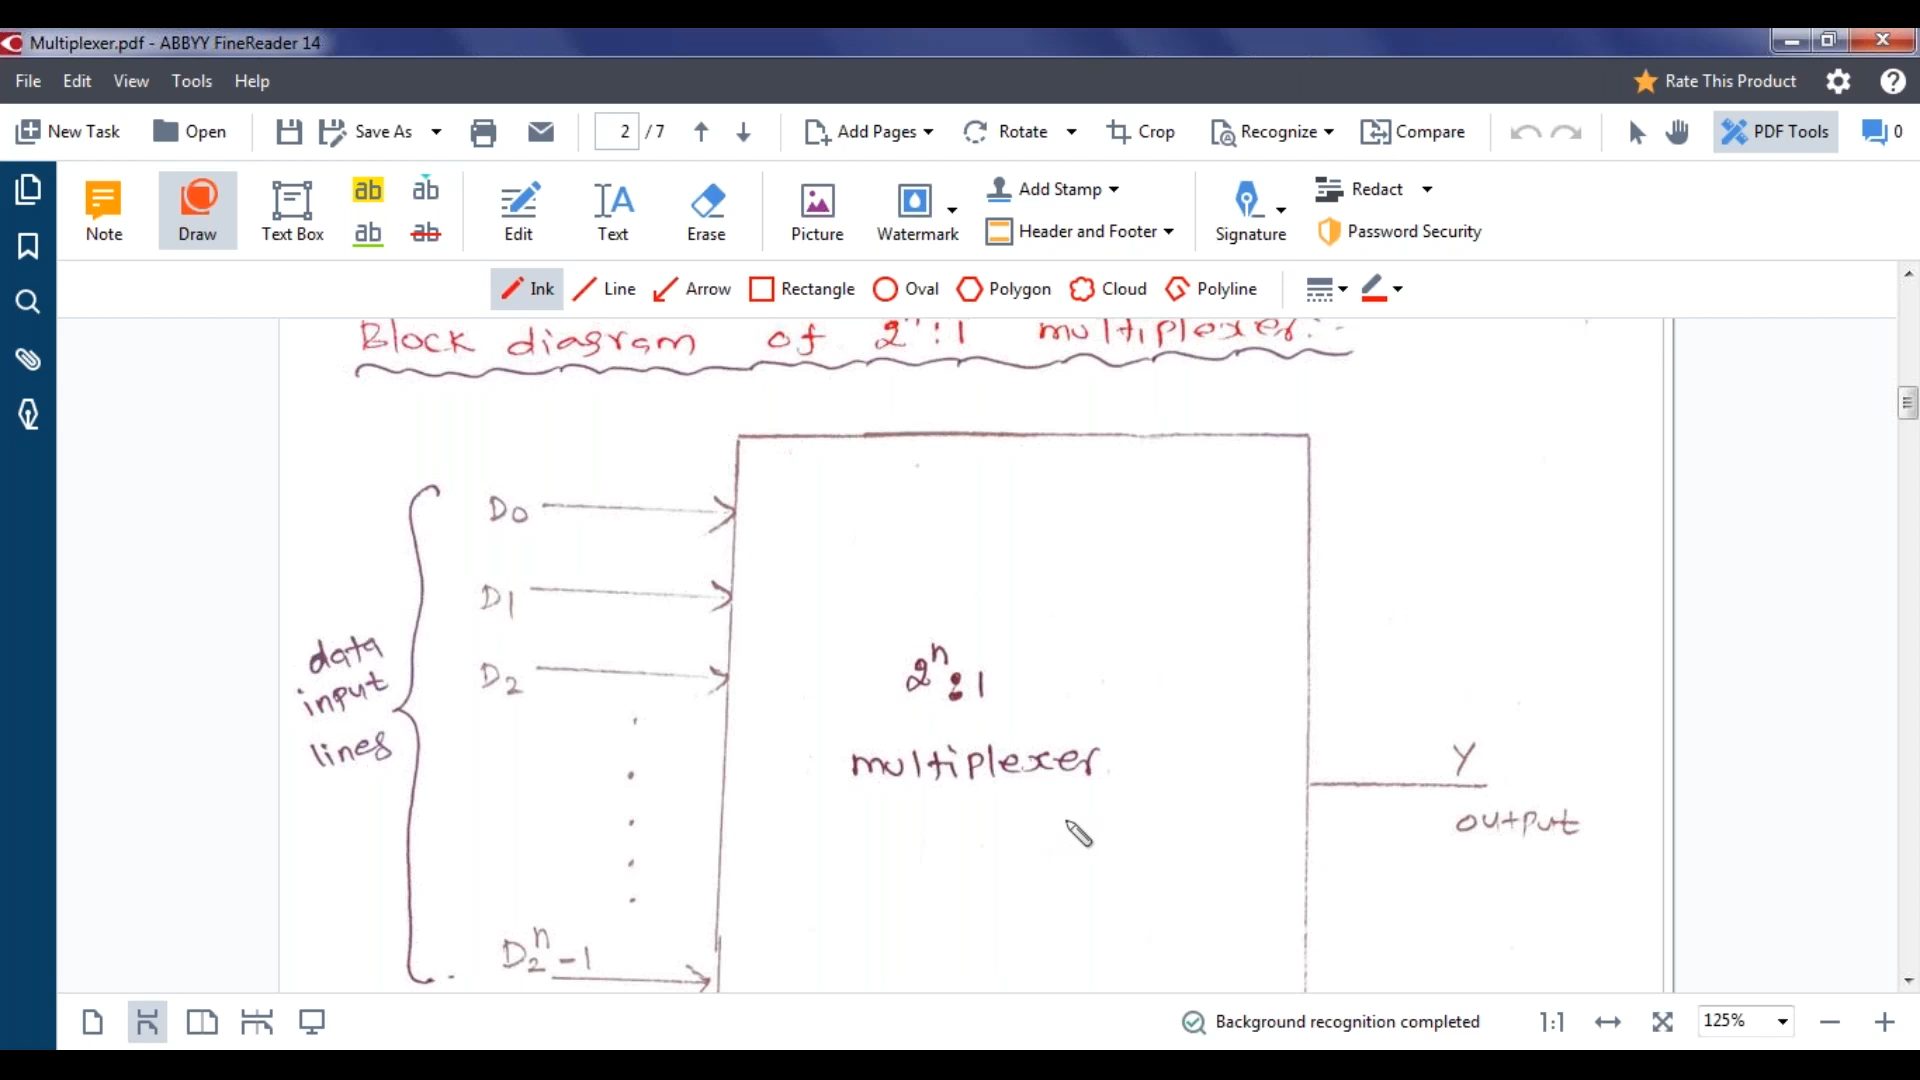 Multiplexer.pdf - ABBYY FineReader 14
File Edit View Tools Help
Rate This Product
New Task Open Save As 2 / 7 Add Pages Rotate Crop Recognize Compare PDF Tools 0
Note Draw Text Box ab ab ab ab Edit Text Erase Picture Watermark Add Stamp Header and Footer Signature Redact Password Security
Ink Line Arrow Rectangle Oval Polygon Cloud Polyline
Block diagram of 2ⁿ:1 multiplexer:-
D0
D1
D2
data
input
lines
2ⁿ:1
multiplexer
Y
output
D2ⁿ-1
Background recognition completed 1:1 125%